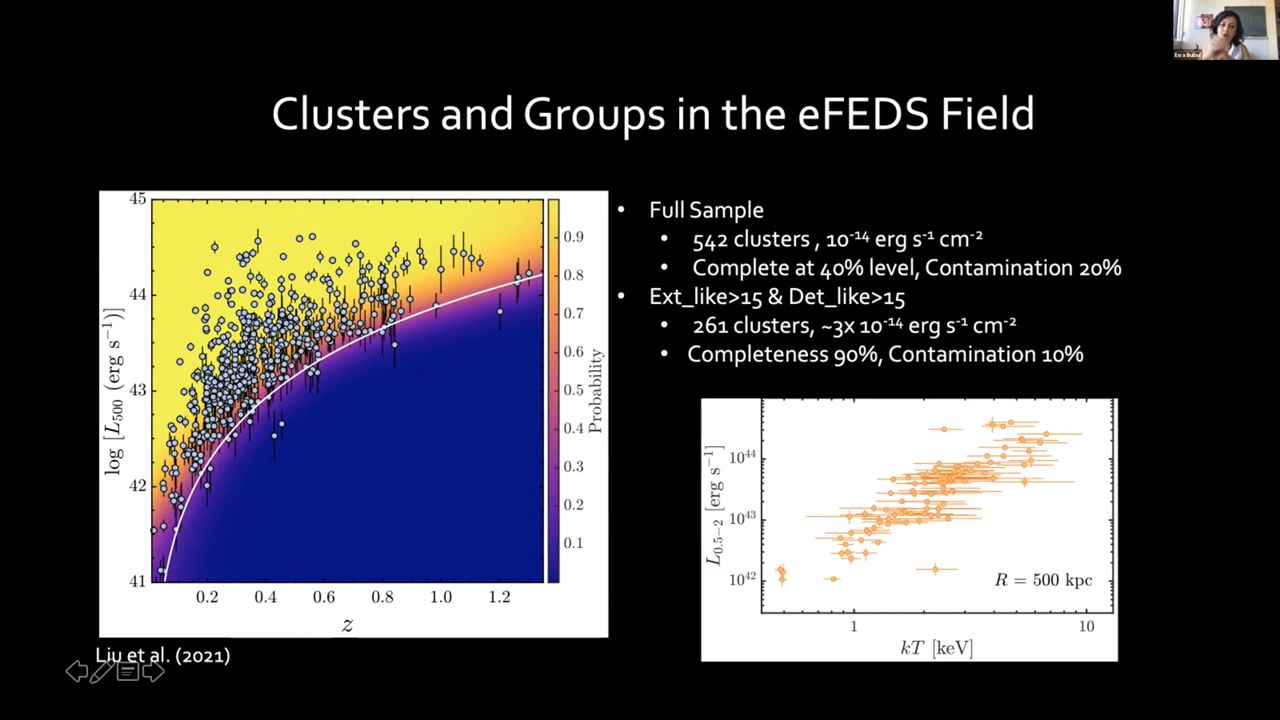 Esra Bulbul
Clusters and Groups in the eFEDS Field
45
44
43
42
41
log [L500 (erg s−1)]
0.2 0.4 0.6 0.8 1.0 1.2
z
0.9
0.8
0.7
0.6
0.5
0.4
0.3
0.2
0.1
Probability
Liu et al. (2021)
• Full Sample
• 542 clusters , 10-14 erg s-1 cm-2
• Complete at 40% level, Contamination 20%
• Ext_like>15 & Det_like>15
• 261 clusters, ~3x 10-14 erg s-1 cm-2
• Completeness 90%, Contamination 10%
L0.5−2 [erg s−1]
1044
1043
1042
R = 500 kpc
1 10
kT [keV]